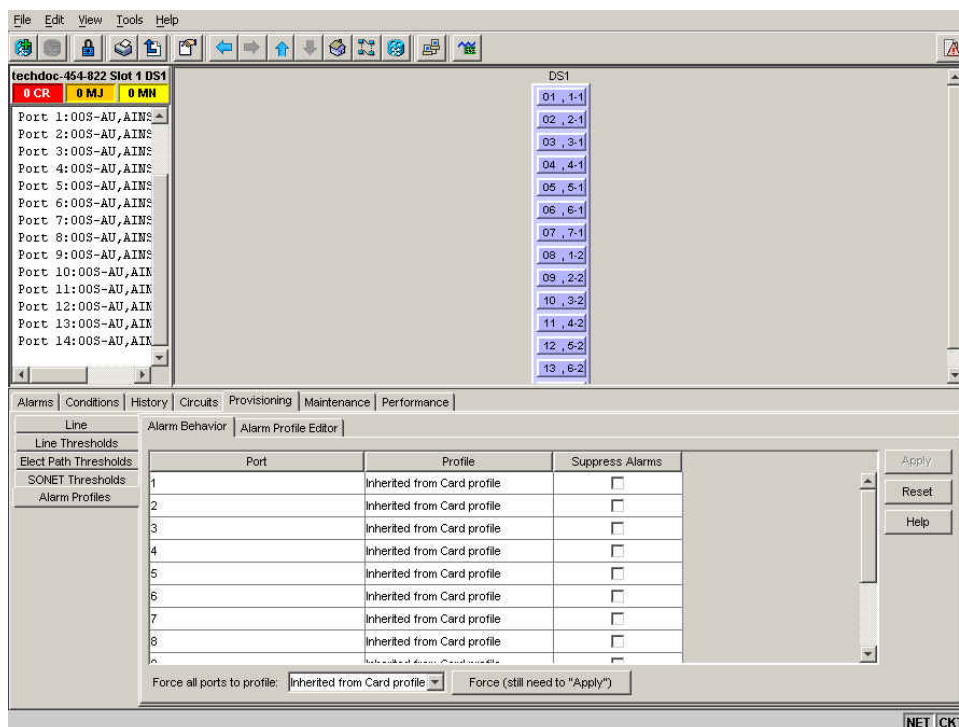 File Edit View Tools Help
techdoc-454-822 Slot 1 DS1
0 CR 0 MJ 0 MN
Port 1:OOS-AU,AINS
Port 2:OOS-AU,AINS
Port 3:OOS-AU,AINS
Port 4:OOS-AU,AINS
Port 5:OOS-AU,AINS
Port 6:OOS-AU,AINS
Port 7:OOS-AU,AINS
Port 8:OOS-AU,AINS
Port 9:OOS-AU,AINS
Port 10:OOS-AU,AIN
Port 11:OOS-AU,AIN
Port 12:OOS-AU,AIN
Port 13:OOS-AU,AIN
Port 14:OOS-AU,AIN
DS1
01 , 1-1
02 , 2-1
03 , 3-1
04 , 4-1
05 , 5-1
06 , 6-1
07 , 7-1
08 , 1-2
09 , 2-2
10 , 3-2
11 , 4-2
12 , 5-2
13 , 6-2
Alarms Conditions History Circuits Provisioning Maintenance Performance
Line
Line Thresholds
Elect Path Thresholds
SONET Thresholds
Alarm Profiles
Alarm Behavior Alarm Profile Editor
Port Profile Suppress Alarms
1 Inherited from Card profile
2 Inherited from Card profile
3 Inherited from Card profile
4 Inherited from Card profile
5 Inherited from Card profile
6 Inherited from Card profile
7 Inherited from Card profile
8 Inherited from Card profile
Apply
Reset
Help
Force all ports to profile: Inherited from Card profile Force (still need to "Apply")
NET CK